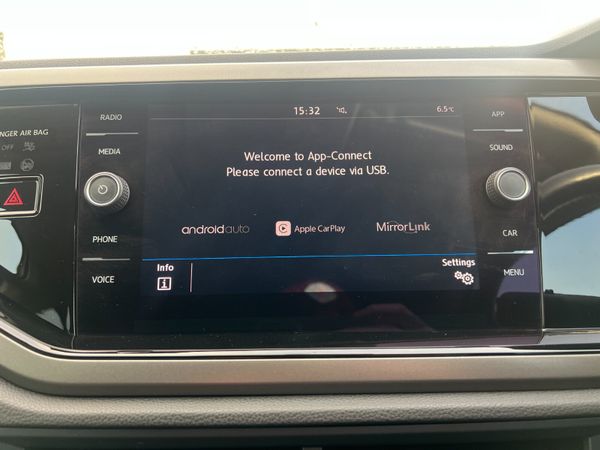 NGER AIR BAG
OFF
RADIO
MEDIA
PHONE
VOICE
15:32
6.5°C
Welcome to App-Connect
Please connect a device via USB.
androidauto
Apple CarPlay
MirrorLink
Info
i
Settings
APP
SOUND
CAR
MENU